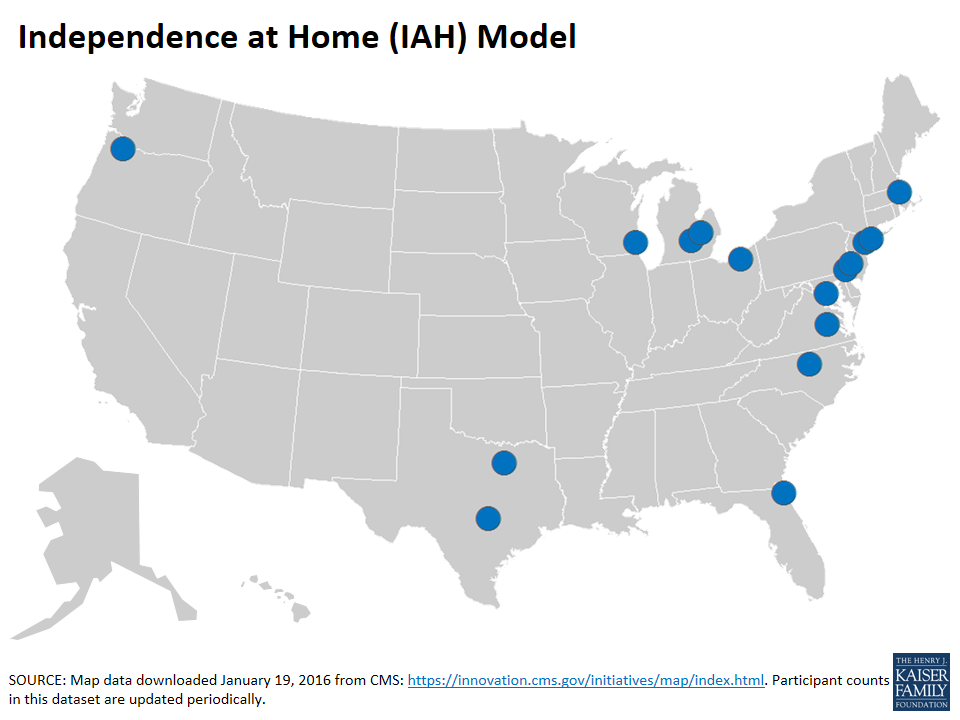 Independence at Home (IAH) Model
SOURCE: Map data downloaded January 19, 2016 from CMS: https://innovation.cms.gov/initiatives/map/index.html. Participant counts
in this dataset are updated periodically.
THE HENRY J.
KAISER
FAMILY
FOUNDATION